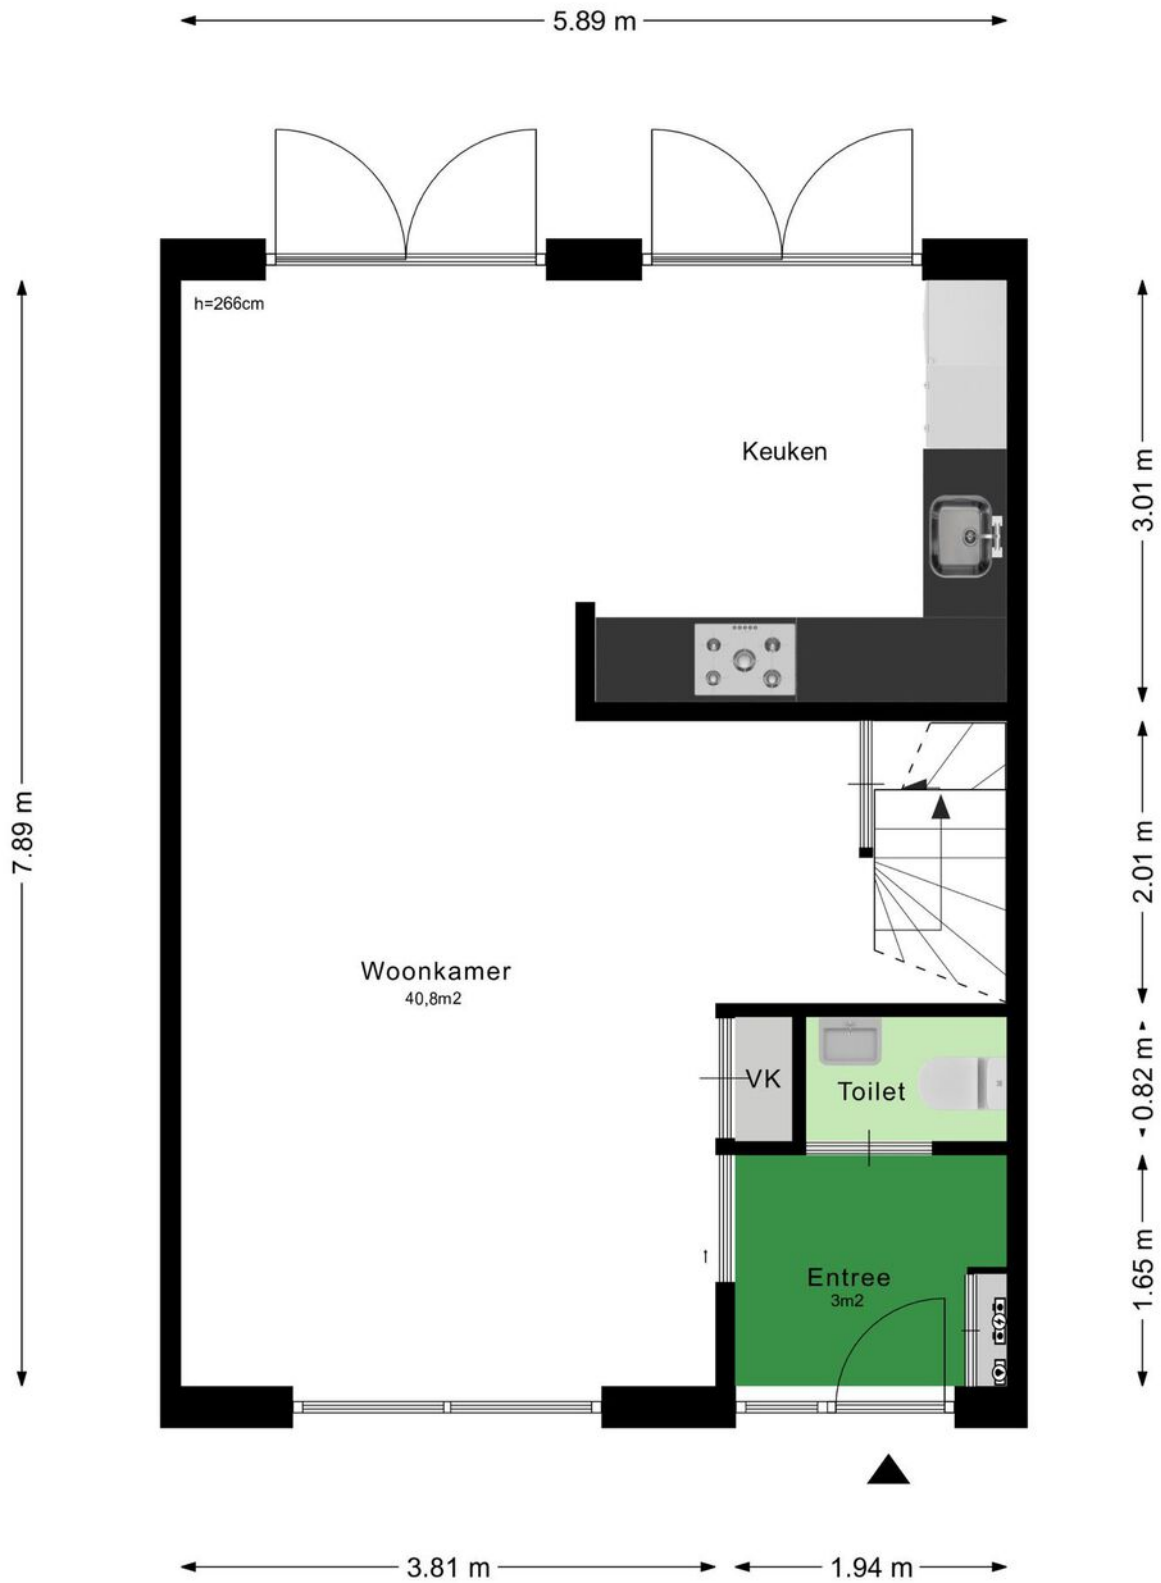 5.89 m
h=266cm
Keuken
3.01 m
7.89 m
2.01 m
Woonkamer
40,8m2
VK
Toilet
0.82 m
Entree
3m2
1.65 m
3.81 m
1.94 m